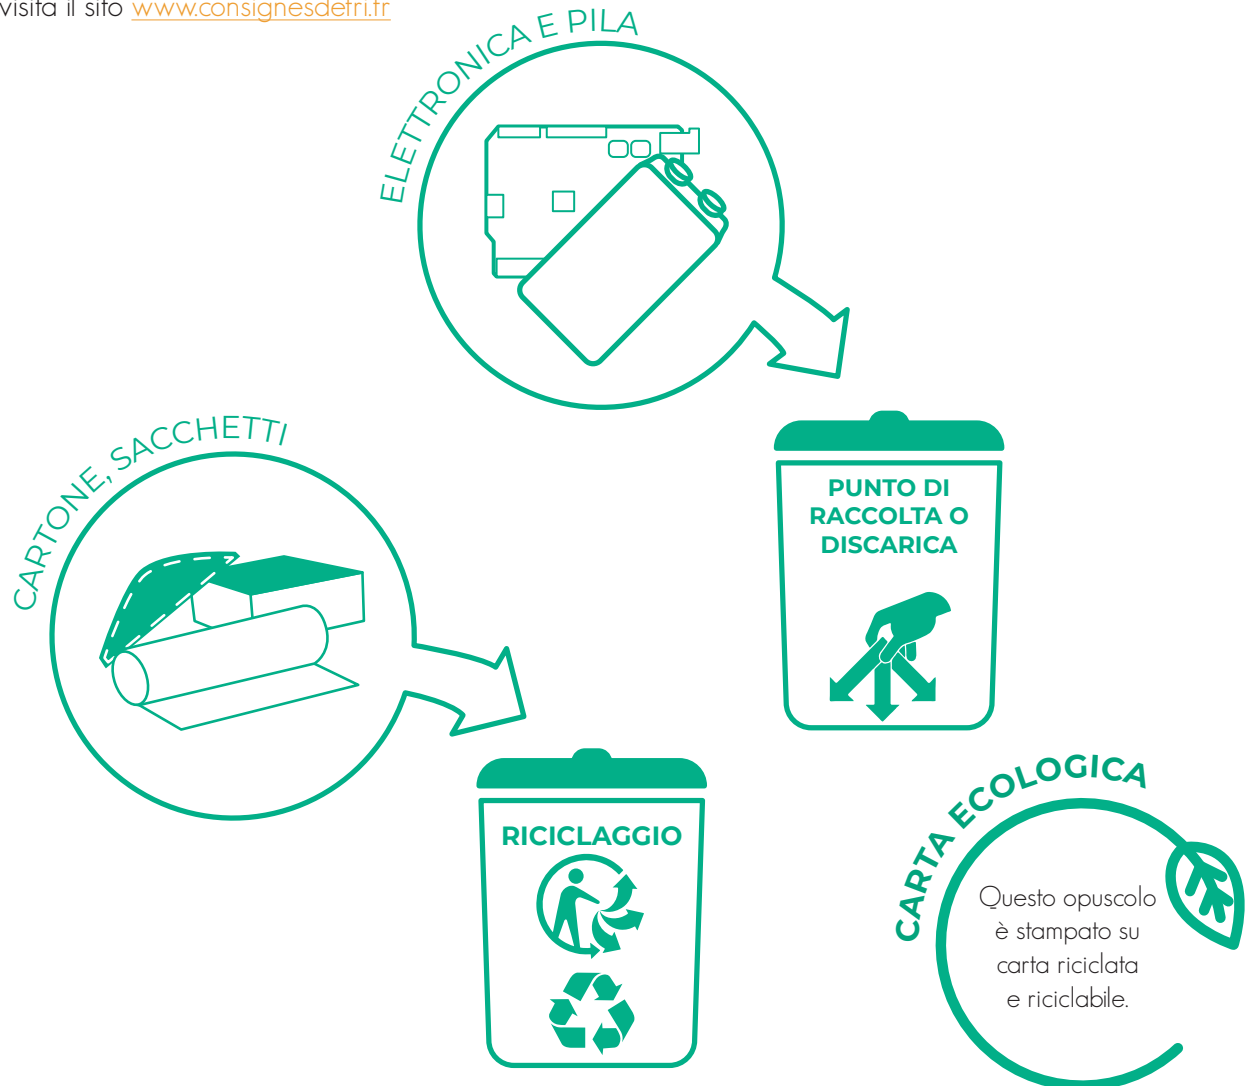 visita il sito www.consignesdetri.fr
ELETTRONICA E PILA
CARTONE, SACCHETTI
PUNTO DI
RACCOLTA O
DISCARICA
RICICLAGGIO
CARTA ECOLOGICA
Questo opuscolo
è stampato su
carta riciclata
e riciclabile.